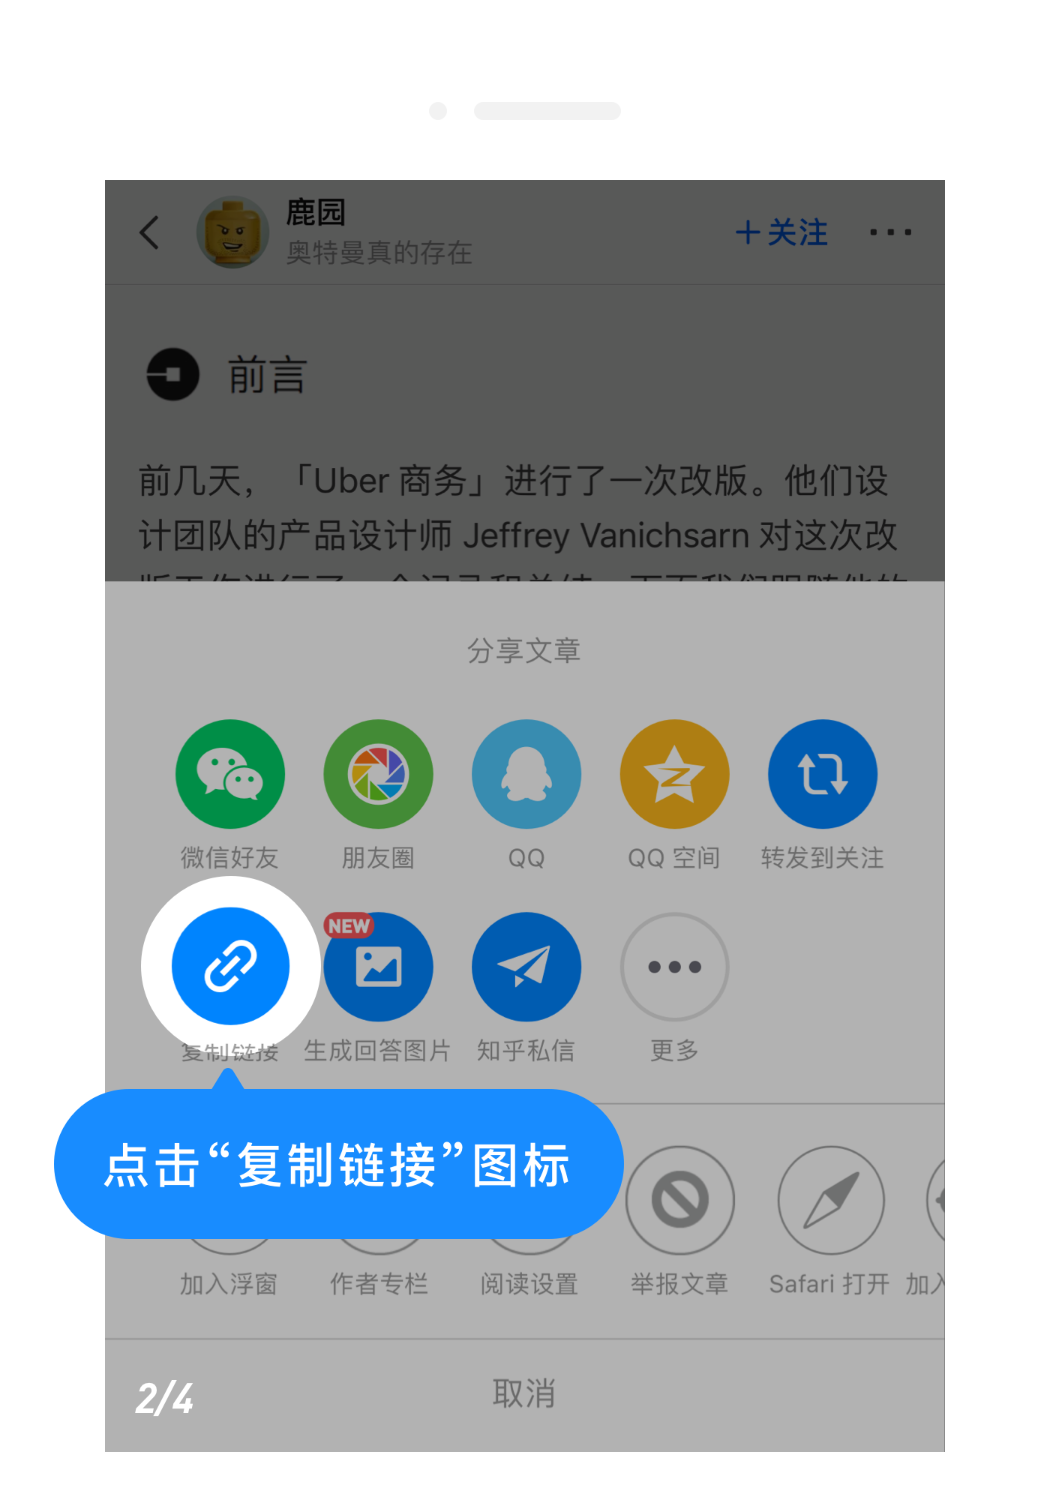 鹿园
奥特曼真的存在
+关注
前言
前几天，「Uber 商务」进行了一次改版。他们设
计团队的产品设计师 Jeffrey Vanichsarn 对这次改
分享文章
微信好友 朋友圈 QQ QQ 空间 转发到关注
NEW
复制链接 生成回答图片 知乎私信 更多
点击“复制链接”图标
加入浮窗 作者专栏 阅读设置 举报文章 Safari 打开 加入
2/4 取消